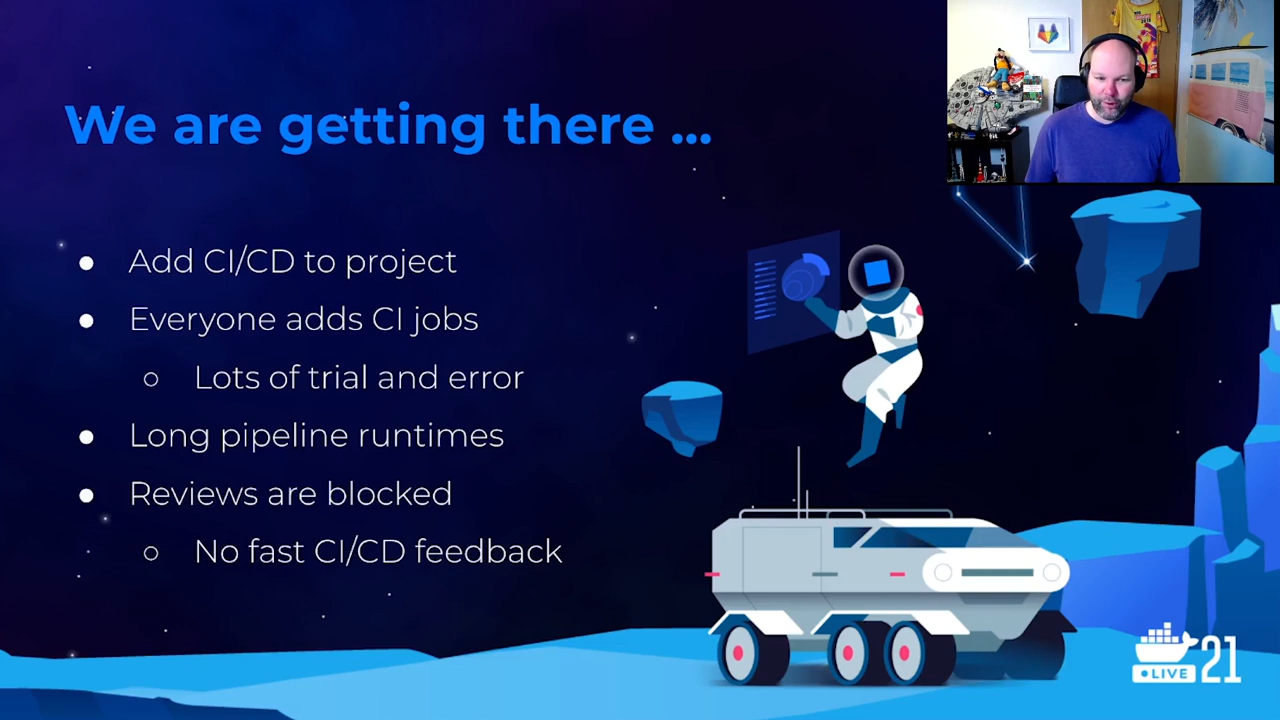 We are getting there ...
Add CI/CD to project
Everyone adds CI jobs
Lots of trial and error
Long pipeline runtimes
Reviews are blocked
No fast CI/CD feedback
LIVE 21